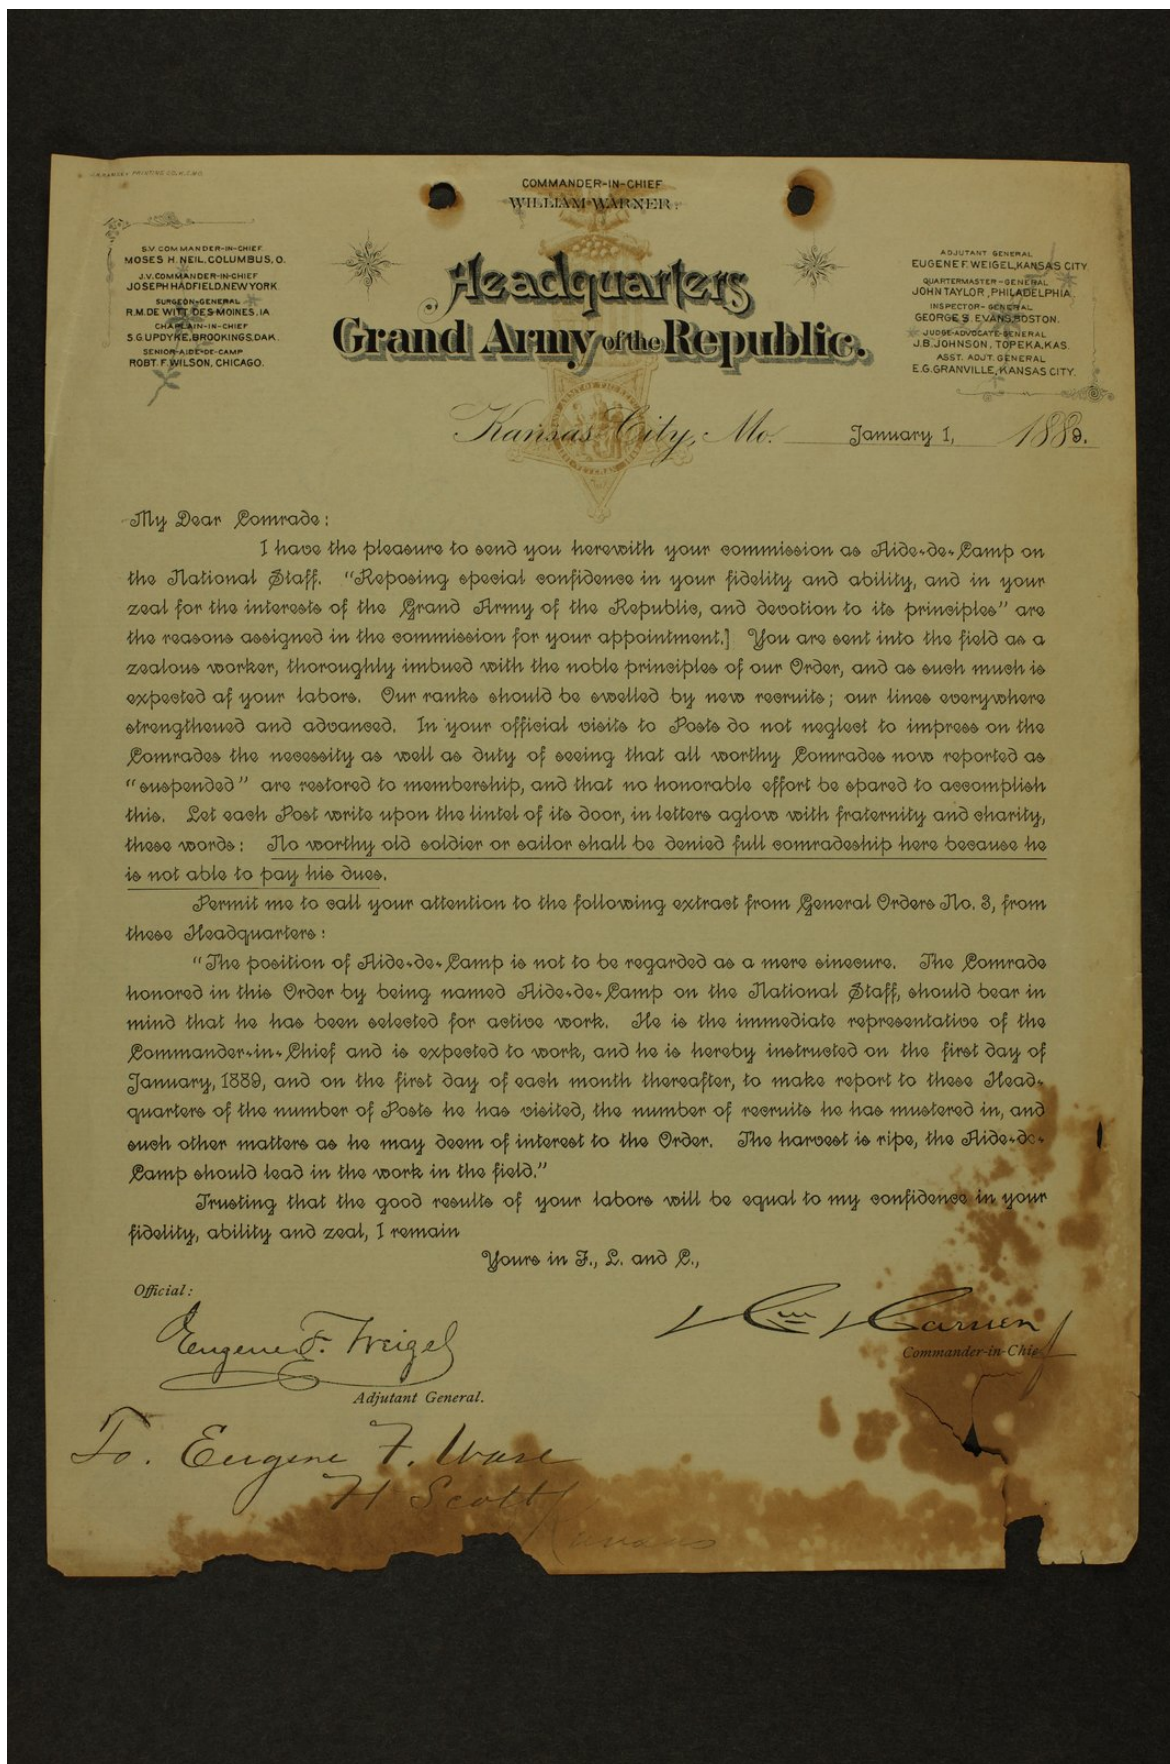 RAMSEY PRINTING CO. K.C. MO
COMMANDER-IN-CHIEF
WILLIAM WARNER.
S.V. COMMANDER-IN-CHIEF
MOSES H. NEIL, COLUMBUS, O.
J.V. COMMANDER-IN-CHIEF
JOSEPH HADFIELD, NEW YORK
SURGEON-GENERAL
R.M. DE WITT DES MOINES, IA
CHAPLAIN-IN-CHIEF
S.G. UPDYKE, BROOKINGS, DAK.
SENIOR-AIDE-DE-CAMP
ROBT. F. WILSON, CHICAGO.
Headquarters
Grand Army of the Republic.
ADJUTANT GENERAL
EUGENE F. WEIGEL, KANSAS CITY
QUARTERMASTER-GENERAL
JOHN TAYLOR, PHILADELPHIA
INSPECTOR-GENERAL
GEORGE S. EVANS, BOSTON.
JUDGE-ADVOCATE-GENERAL
J.B. JOHNSON, TOPEKA, KAS.
ASST. ADJ'T. GENERAL
E.G. GRANVILLE, KANSAS CITY.
Kansas City, Mo. January 1, 1889.
My Dear Comrade:
I have the pleasure to send you herewith your commission as Aide-de-Camp on
the National Staff. "Reposing special confidence in your fidelity and ability, and in your
zeal for the interests of the Grand Army of the Republic, and devotion to its principles" are
the reasons assigned in the commission for your appointment.] You are sent into the field as a
zealous worker, thoroughly imbued with the noble principles of our Order, and as such much is
expected af your labors. Our ranks should be swelled by new recruits; our lines everywhere
strengtheued and advanced. In your official visits to Posts do not neglect to impress on the
Comrades the necessity as well as duty of seeing that all worthy Comrades now reported as
"suspended" are restored to membership, and that no honorable effort be spared to accomplish
this. Let each Post write upon the lintel of its door, in letters aglow with fraternity and charity,
these words: No worthy old soldier or sailor shall be denied full comradeship here because he
is not able to pay his dues.
Permit me to call your attention to the following extract from General Orders No. 3, from
these Headquarters:
"The position of Aide-de-Camp is not to be regarded as a mere sinecure. The Comrade
honored in this Order by being named Aide-de-Camp on the National Staff, should bear in
mind that he has been selected for active work. He is the immediate representative of the
Commander-in-Chief and is expected to work, and he is hereby instructed on the first day of
January, 1889, and on the first day of each month thereafter, to make report to these Head-
quarters of the number of Posts he has visited, the number of recruits he has mustered in, and
such other matters as he may deem of interest to the Order. The harvest is ripe, the Aide-de-
Camp should lead in the work in the field."
Trusting that the good results of your labors will be equal to my confidence in your
fidelity, ability and zeal, I remain
Yours in F., L. and C.,
Official:
Eugene F. Weigel
Adjutant General.
Wm Warner
Commander-in-Chief
To. Eugene F. Ware
Ft Scott
Kansas